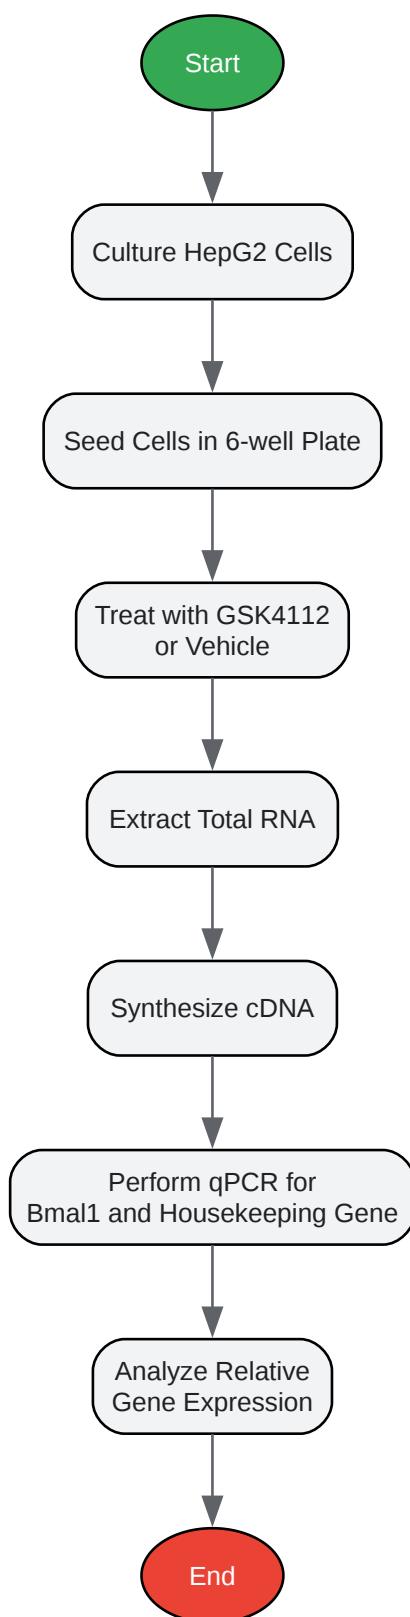 Start
Culture HepG2 Cells
Seed Cells in 6-well Plate
Treat with GSK4112
or Vehicle
Extract Total RNA
Synthesize cDNA
Perform qPCR for
Bmal1 and Housekeeping Gene
Analyze Relative
Gene Expression
End